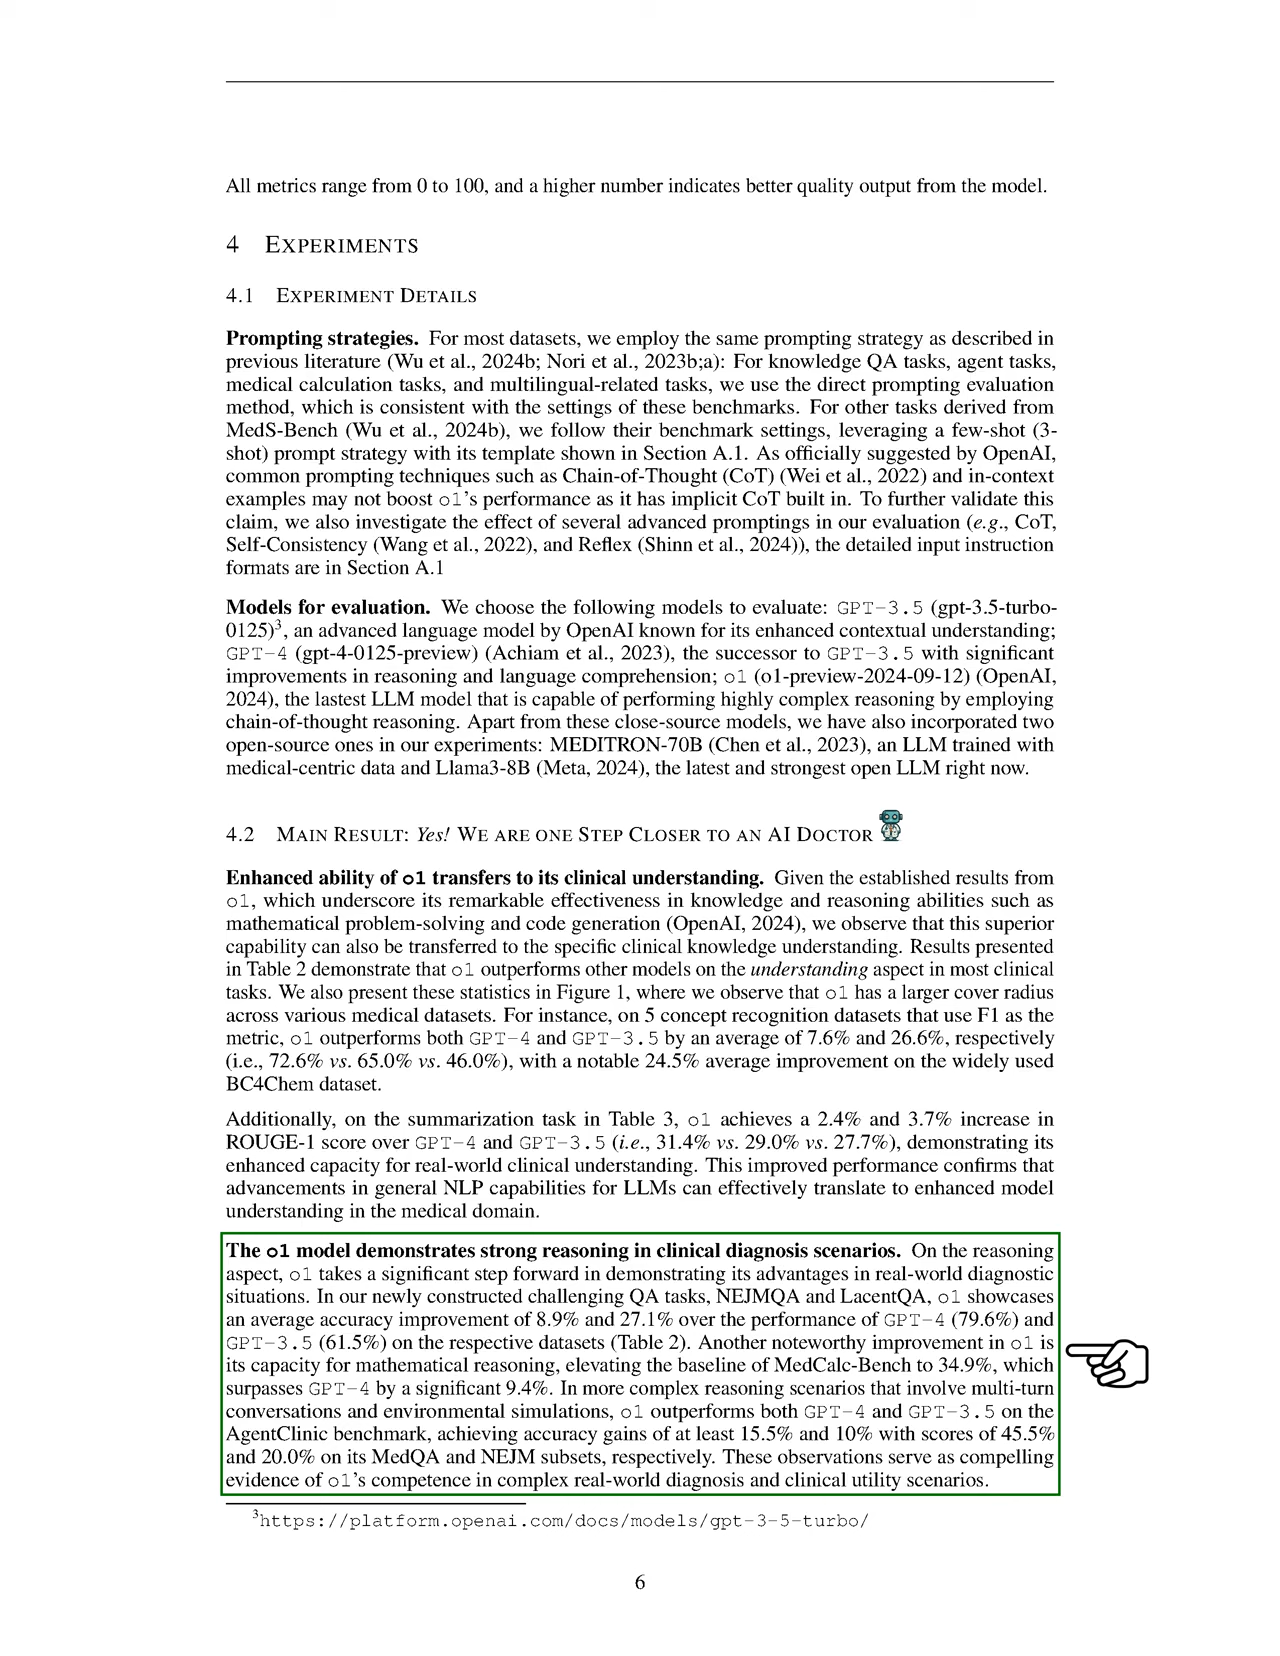 All metrics range from 0 to 100, and a higher number indicates better quality output from the model.
4 EXPERIMENTS
4.1 EXPERIMENT DETAILS
Prompting strategies. For most datasets, we employ the same prompting strategy as described in
previous literature (Wu et al., 2024b; Nori et al., 2023b;a): For knowledge QA tasks, agent tasks,
medical calculation tasks, and multilingual-related tasks, we use the direct prompting evaluation
method, which is consistent with the settings of these benchmarks. For other tasks derived from
MedS-Bench (Wu et al., 2024b), we follow their benchmark settings, leveraging a few-shot (3-
shot) prompt strategy with its template shown in Section A.1. As officially suggested by OpenAI,
common prompting techniques such as Chain-of-Thought (CoT) (Wei et al., 2022) and in-context
examples may not boost o1's performance as it has implicit CoT built in. To further validate this
claim, we also investigate the effect of several advanced promptings in our evaluation (e.g., CoT,
Self-Consistency (Wang et al., 2022), and Reflex (Shinn et al., 2024)), the detailed input instruction
formats are in Section A.1
Models for evaluation. We choose the following models to evaluate: GPT-3.5 (gpt-3.5-turbo-
0125)3, an advanced language model by OpenAI known for its enhanced contextual understanding;
GPT-4 (gpt-4-0125-preview) (Achiam et al., 2023), the successor to GPT-3.5 with significant
improvements in reasoning and language comprehension; o1 (o1-preview-2024-09-12) (OpenAI,
2024), the lastest LLM model that is capable of performing highly complex reasoning by employing
chain-of-thought reasoning. Apart from these close-source models, we have also incorporated two
open-source ones in our experiments: MEDITRON-70B (Chen et al., 2023), an LLM trained with
medical-centric data and Llama3-8B (Meta, 2024), the latest and strongest open LLM right now.
4.2 MAIN RESULT: Yes! WE ARE ONE STEP CLOSER TO AN AI DOCTOR
Enhanced ability of o1 transfers to its clinical understanding. Given the established results from
o1, which underscore its remarkable effectiveness in knowledge and reasoning abilities such as
mathematical problem-solving and code generation (OpenAI, 2024), we observe that this superior
capability can also be transferred to the specific clinical knowledge understanding. Results presented
in Table 2 demonstrate that o1 outperforms other models on the understanding aspect in most clinical
tasks. We also present these statistics in Figure 1, where we observe that o1 has a larger cover radius
across various medical datasets. For instance, on 5 concept recognition datasets that use F1 as the
metric, o1 outperforms both GPT-4 and GPT-3.5 by an average of 7.6% and 26.6%, respectively
(i.e., 72.6% vs. 65.0% vs. 46.0%), with a notable 24.5% average improvement on the widely used
BC4Chem dataset.
Additionally, on the summarization task in Table 3, o1 achieves a 2.4% and 3.7% increase in
ROUGE-1 score over GPT-4 and GPT-3.5 (i.e., 31.4% vs. 29.0% vs. 27.7%), demonstrating its
enhanced capacity for real-world clinical understanding. This improved performance confirms that
advancements in general NLP capabilities for LLMs can effectively translate to enhanced model
understanding in the medical domain.
The o1 model demonstrates strong reasoning in clinical diagnosis scenarios. On the reasoning
aspect, o1 takes a significant step forward in demonstrating its advantages in real-world diagnostic
situations. In our newly constructed challenging QA tasks, NEJMQA and LacentQA, o1 showcases
an average accuracy improvement of 8.9% and 27.1% over the performance of GPT-4 (79.6%) and
GPT-3.5 (61.5%) on the respective datasets (Table 2). Another noteworthy improvement in o1 is
its capacity for mathematical reasoning, elevating the baseline of MedCalc-Bench to 34.9%, which
surpasses GPT-4 by a significant 9.4%. In more complex reasoning scenarios that involve multi-turn
conversations and environmental simulations, o1 outperforms both GPT-4 and GPT-3.5 on the
AgentClinic benchmark, achieving accuracy gains of at least 15.5% and 10% with scores of 45.5%
and 20.0% on its MedQA and NEJM subsets, respectively. These observations serve as compelling
evidence of o1's competence in complex real-world diagnosis and clinical utility scenarios.
3https://platform.openai.com/docs/models/gpt-3-5-turbo/
6